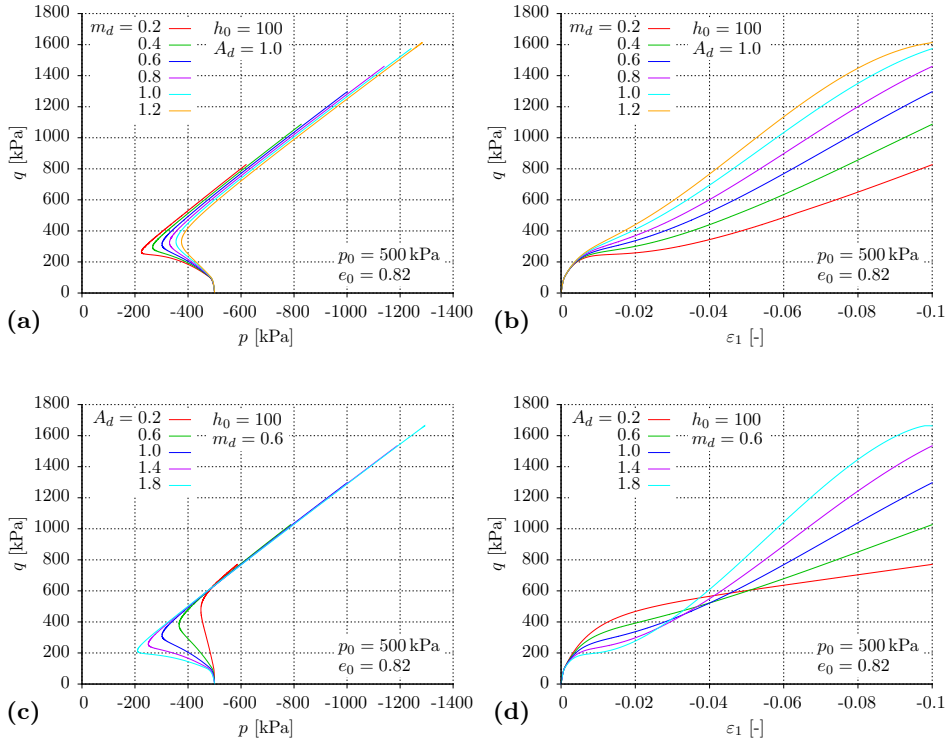 1800
1600
1400
1200
1000
800
600
400
200
0
q [kPa]
m_d = 0.2
0.4
0.6
0.8
1.0
1.2
h_0 = 100
A_d = 1.0
p_0 = 500 kPa
e_0 = 0.82
0 -200 -400 -600 -800 -1000 -1200 -1400
p [kPa]
(a)
1800
1600
1400
1200
1000
800
600
400
200
0
q [kPa]
m_d = 0.2
0.4
0.6
0.8
1.0
1.2
h_0 = 100
A_d = 1.0
p_0 = 500 kPa
e_0 = 0.82
0 -0.02 -0.04 -0.06 -0.08 -0.1
ε_1 [-]
(b)
1800
1600
1400
1200
1000
800
600
400
200
0
q [kPa]
A_d = 0.2
0.6
1.0
1.4
1.8
h_0 = 100
m_d = 0.6
p_0 = 500 kPa
e_0 = 0.82
0 -200 -400 -600 -800 -1000 -1200 -1400
p [kPa]
(c)
1800
1600
1400
1200
1000
800
600
400
200
0
q [kPa]
A_d = 0.2
0.6
1.0
1.4
1.8
h_0 = 100
m_d = 0.6
p_0 = 500 kPa
e_0 = 0.82
0 -0.02 -0.04 -0.06 -0.08 -0.1
ε_1 [-]
(d)